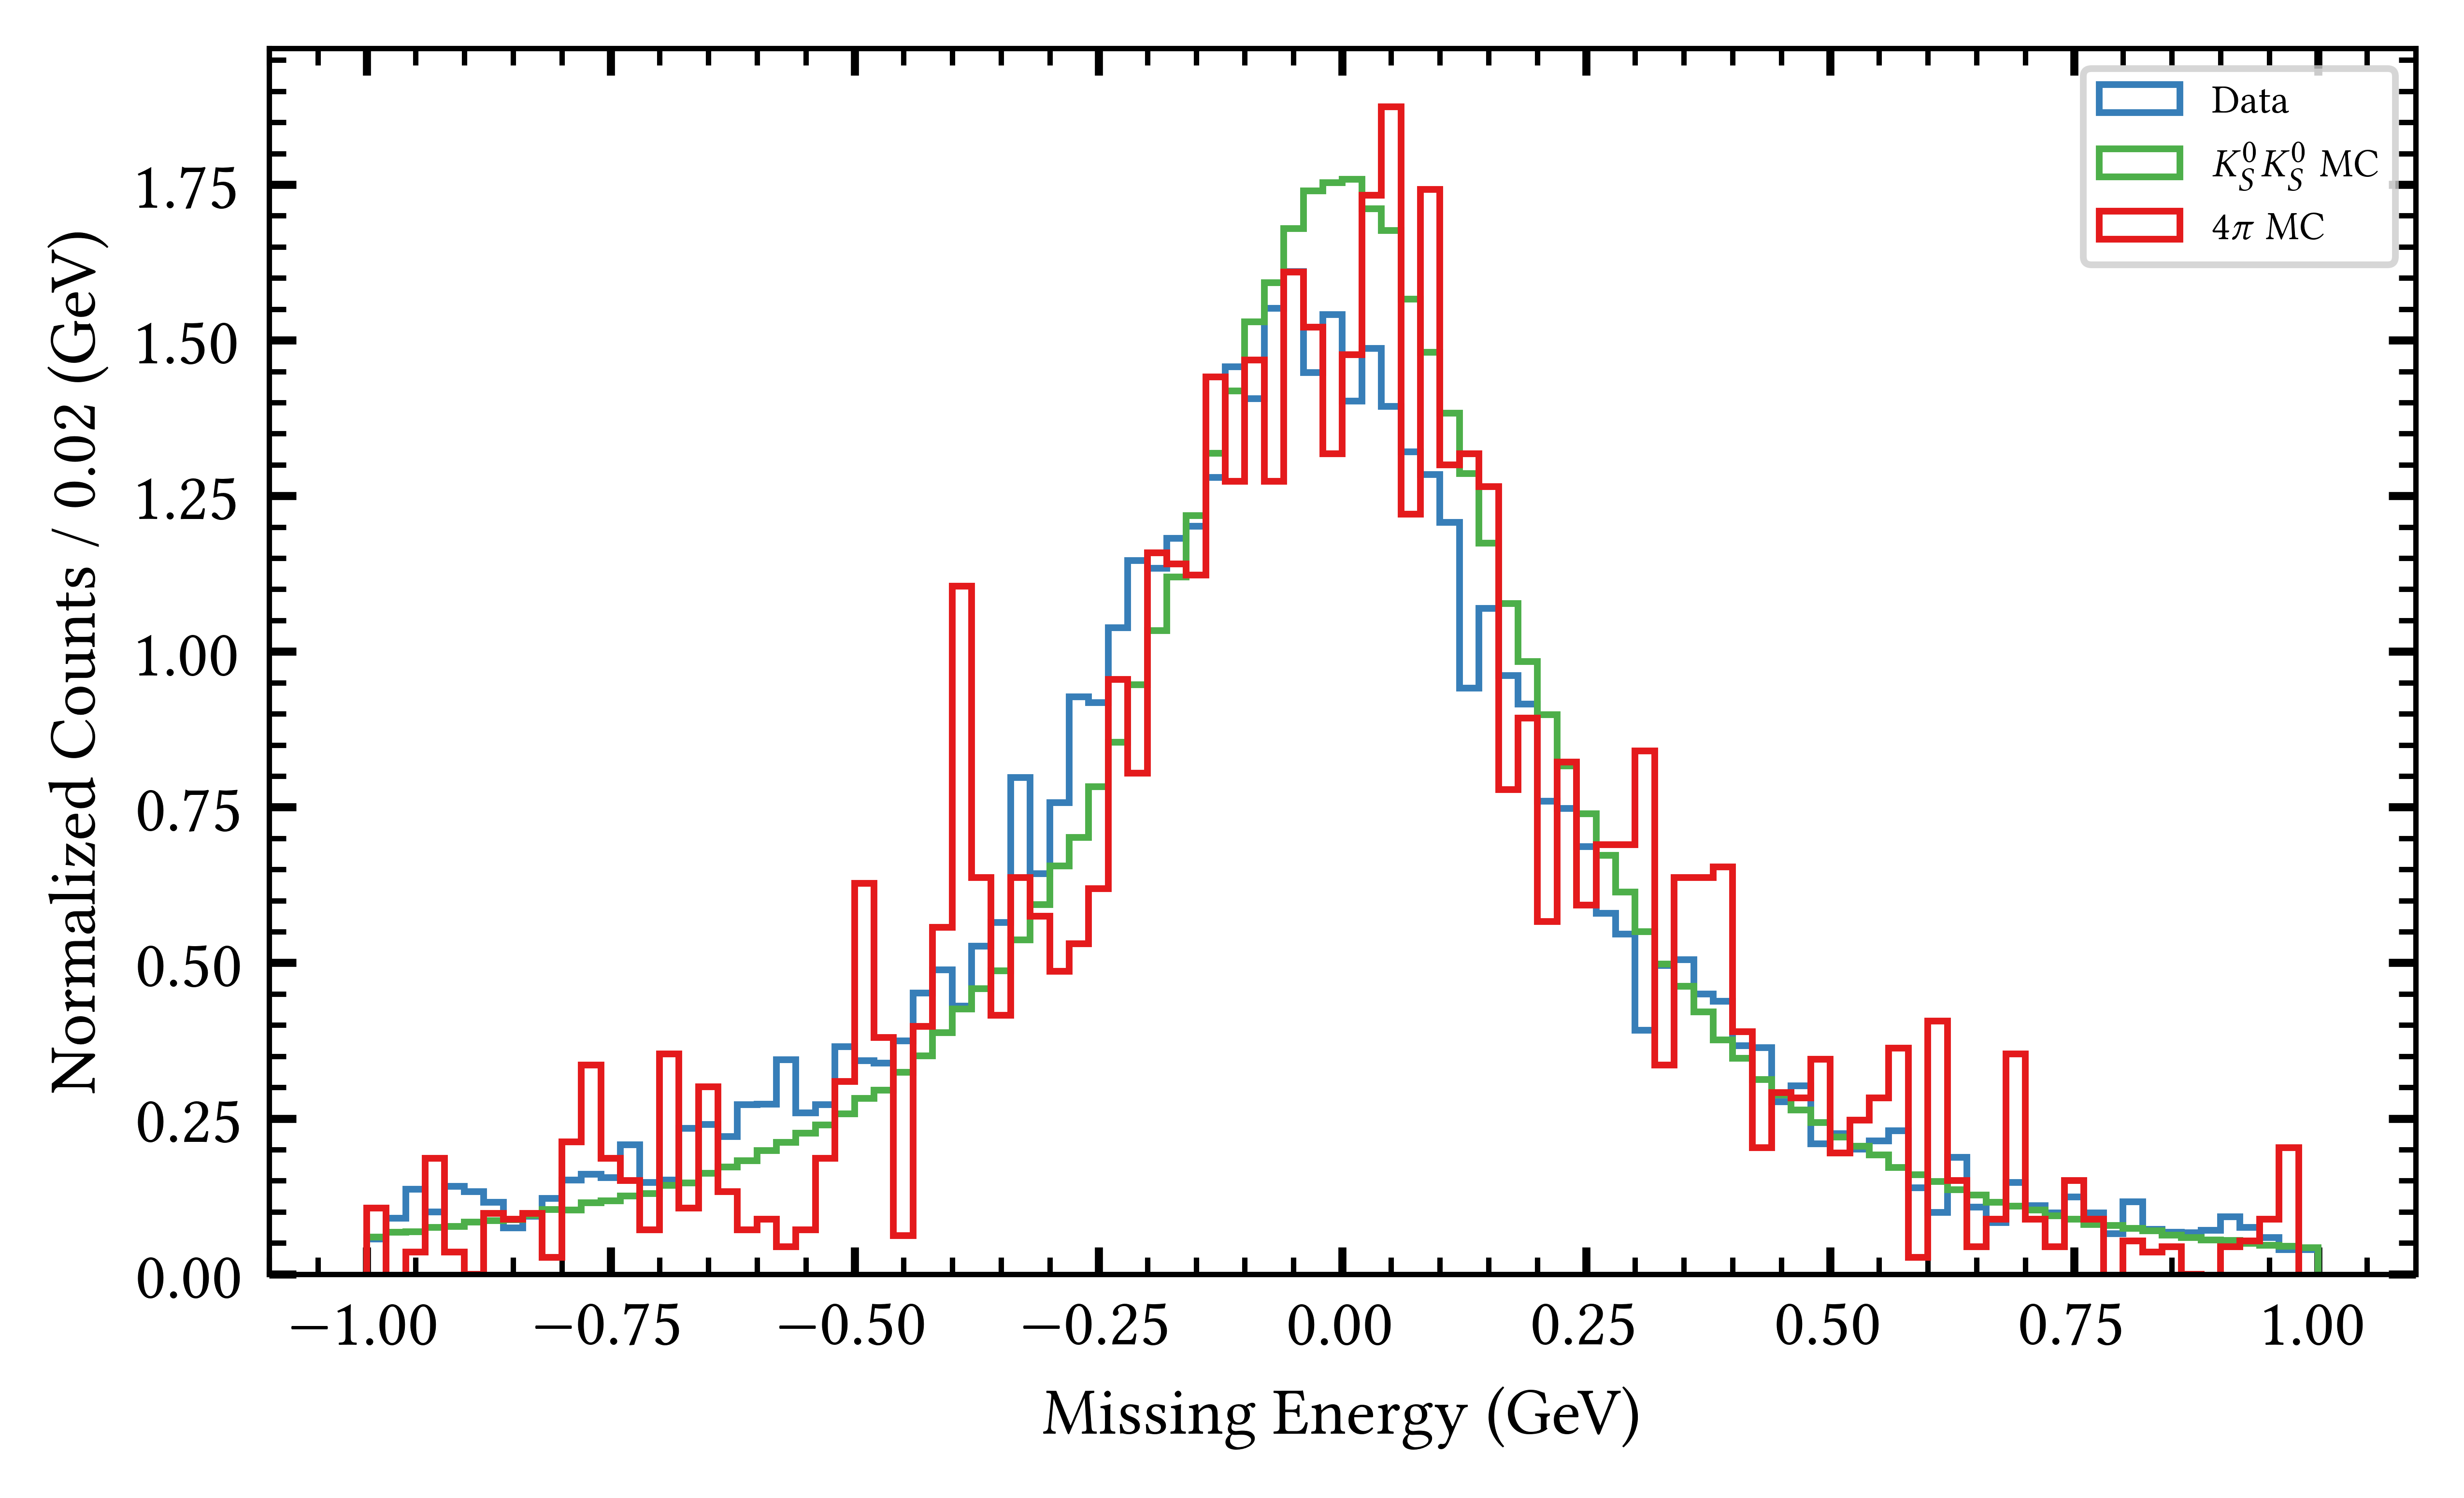 Normalized Counts / 0.02 (GeV)
1.75
1.50
1.25
1.00
0.75
0.50
0.25
0.00
−1.00 −0.75 −0.50 −0.25 0.00 0.25 0.50 0.75 1.00
Missing Energy (GeV)
Data
$K_S^0 K_S^0$ MC
4π MC